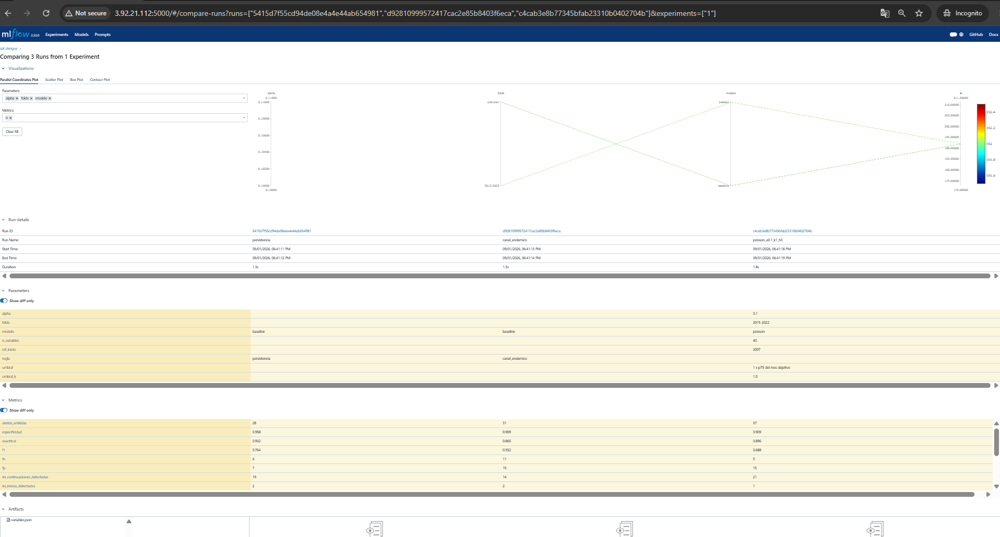 Not secure 3.92.21.112:5000/#/compare-runs?runs=["5415d7f55cd94de08e4a4e44ab654981","d92810999572417cac2e85b8403f6eca","c4cab3e8b77345bfab23310b0402704b"]&experiments=["1"] Incognito
mlflow 2.22.0 Experiments Models Prompts GitHub Docs
sat-dengue
Comparing 3 Runs from 1 Experiment
Visualizations
Parallel Coordinates Plot Scatter Plot Box Plot Contour Plot
Parameters:
alpha folds modelo
Metrics:
n
Clear All
alpha
0.11000
0.11000
0.10800
0.10600
0.10400
0.10200
0.10000
0.10000
folds
unknown
2015-2022
modelo
poisson
baseline
n
211.20000
210.00000
205.00000
200.00000
195.00000
190.00000
185.00000
180.00000
175.00000
172.80000
192.4
192.2
192
191.8
191.6
Run details
Run ID: 5415d7f55cd94de08e4a4e44ab654981 d92810999572417cac2e85b8403f6eca c4cab3e8b77345bfab23310b0402704b
Run Name: persistencia canal_endemico poisson_a0.1_k1_h3
Start Time: 09/01/2026, 06:41:11 PM 09/01/2026, 06:41:13 PM 09/01/2026, 06:41:18 PM
End Time: 09/01/2026, 06:41:12 PM 09/01/2026, 06:41:14 PM 09/01/2026, 06:41:19 PM
Duration: 1.3s 1.3s 1.8s
Parameters
Show diff only
alpha 0.1
folds 2015-2022
modelo baseline baseline poisson
n_variables 40
ref_inicio 2007
regla persistencia canal_endemico
umbral 1 x p75 del mes objetivo
umbral_k 1.0
Metrics
Show diff only
alertas_emitidas 28 31 37
especificidad 0.958 0.909 0.909
exactitud 0.932 0.865 0.896
f1 0.764 0.552 0.688
fn 6 11 5
fp 7 15 15
ini_continuaciones_detectadas 19 14 21
ini_inicios_detectados 2 2 1
Artifacts
variables.json